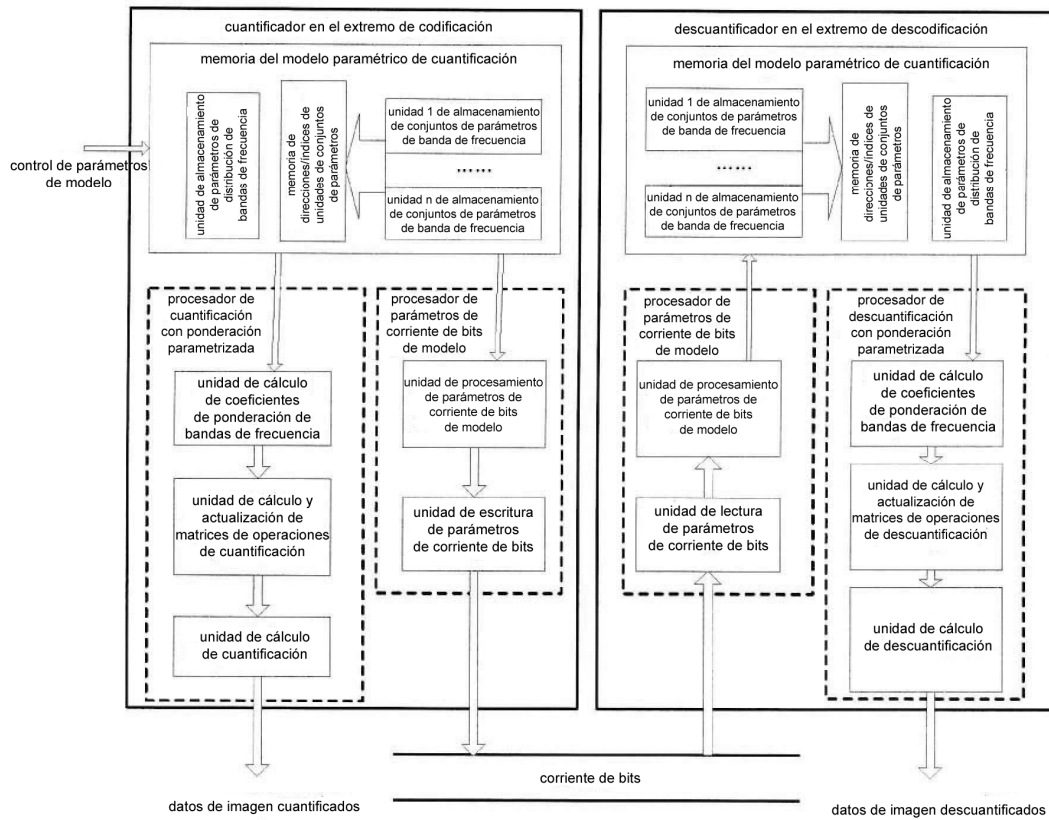 cuantificador en el extremo de codificación
memoria del modelo paramétrico de cuantificación
unidad de almacenamiento
de parámetros de
distribución de
bandas de frecuencia
memoria de
direcciones/índices de
unidades de conjuntos
de parámetros
unidad 1 de almacenamiento
de conjuntos de parámetros
de banda de frecuencia
......
unidad n de almacenamiento
de conjuntos de parámetros
de banda de frecuencia
control de parámetros
de modelo
procesador de
cuantificación
con ponderación
parametrizada
unidad de cálculo
de coeficientes
de ponderación de
bandas de frecuencia
unidad de cálculo y
actualización de
matrices de operaciones
de cuantificación
unidad de cálculo
de cuantificación
procesador de
parámetros de
corriente de bits
de modelo
unidad de procesamiento
de parámetros de
corriente de bits
de modelo
unidad de escritura
de parámetros
de corriente de bits
descuantificador en el extremo de descodificación
memoria del modelo paramétrico de cuantificación
unidad 1 de almacenamiento
de conjuntos de parámetros
de banda de frecuencia
......
unidad n de almacenamiento
de conjuntos de parámetros
de banda de frecuencia
memoria de
direcciones/índices de
unidades de conjuntos
de parámetros
unidad de almacenamiento
de parámetros de
distribución de
bandas de frecuencia
procesador de
parámetros de
corriente de bits
de modelo
unidad de procesamiento
de parámetros de
corriente de bits
de modelo
unidad de lectura
de parámetros
de corriente de bits
procesador de
descuantificación
con ponderación
parametrizada
unidad de cálculo
de coeficientes
de ponderación de
bandas de frecuencia
unidad de cálculo y
actualización de
matrices de operaciones
de descuantificación
unidad de cálculo
de descuantificación
corriente de bits
datos de imagen cuantificados
datos de imagen descuantificados